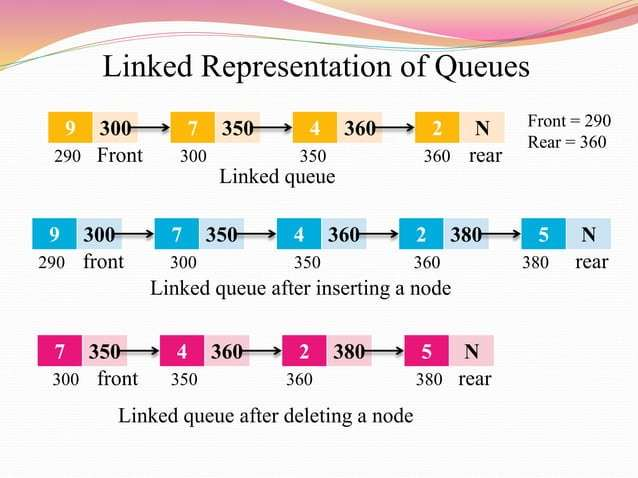 Linked Representation of Queues
9 300 7 350 4 360 2 N
290 Front 300 350 360 rear
Front = 290
Rear = 360
Linked queue
9 300 7 350 4 360 2 380 5 N
290 front 300 350 360 380 rear
Linked queue after inserting a node
7 350 4 360 2 380 5 N
300 front 350 360 380 rear
Linked queue after deleting a node